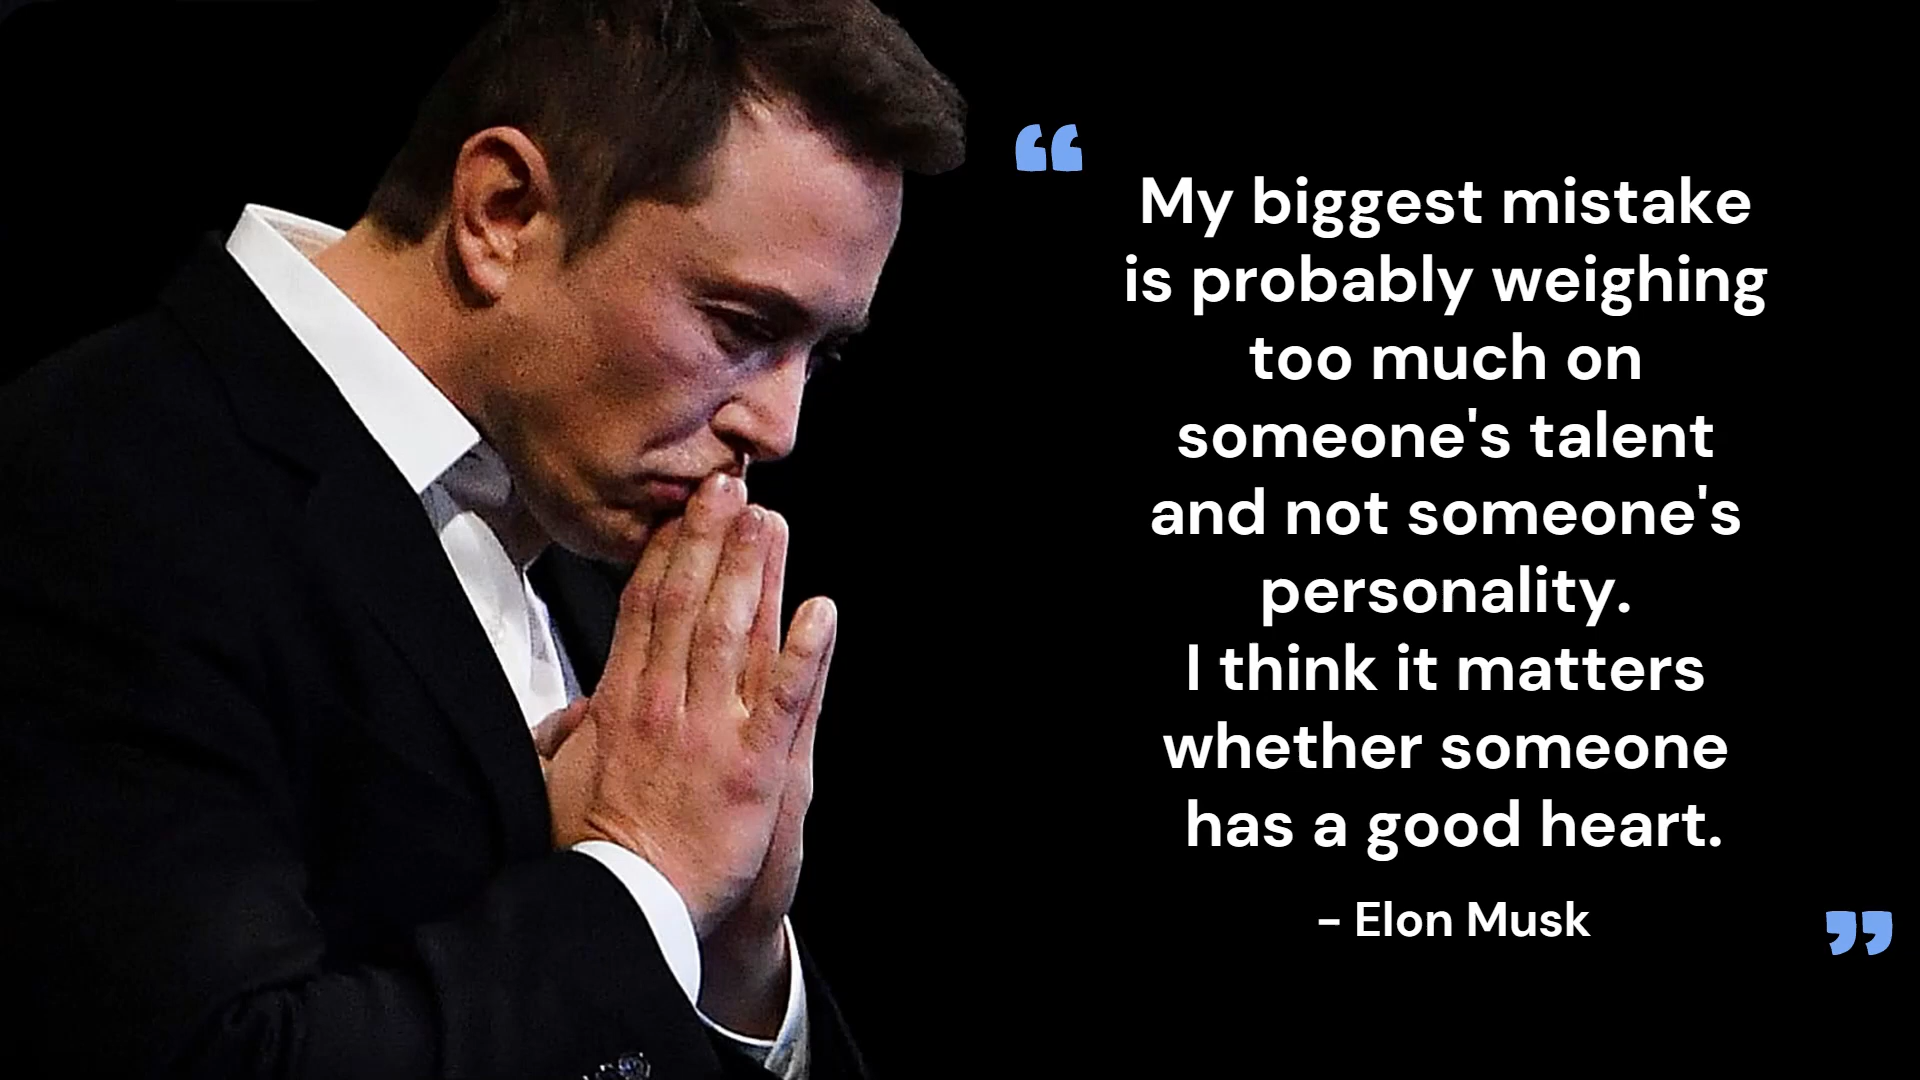 “
My biggest mistake
is probably weighing
too much on
someone's talent
and not someone's
personality.
I think it matters
whether someone
has a good heart.
- Elon Musk
”